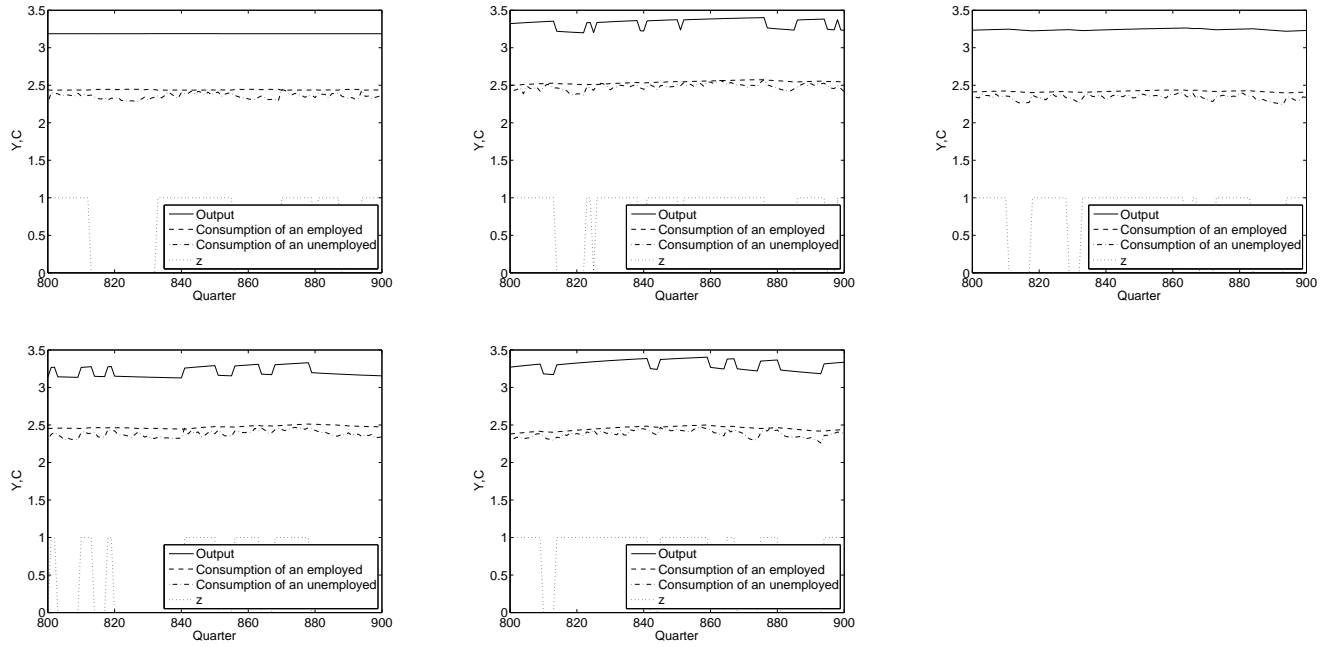 3.5
3
2.5
2
1.5
1
0.5
0
Y,C
800 820 840 860 880 900
Quarter
Output
Consumption of an employed
Consumption of an unemployed
z
3.5
3
2.5
2
1.5
1
0.5
0
Y,C
800 820 840 860 880 900
Quarter
Output
Consumption of an employed
Consumption of an unemployed
z
3.5
3
2.5
2
1.5
1
0.5
0
Y,C
800 820 840 860 880 900
Quarter
Output
Consumption of an employed
Consumption of an unemployed
z
3.5
3
2.5
2
1.5
1
0.5
0
Y,C
800 820 840 860 880 900
Quarter
Output
Consumption of an employed
Consumption of an unemployed
z
3.5
3
2.5
2
1.5
1
0.5
0
Y,C
800 820 840 860 880 900
Quarter
Output
Consumption of an employed
Consumption of an unemployed
z